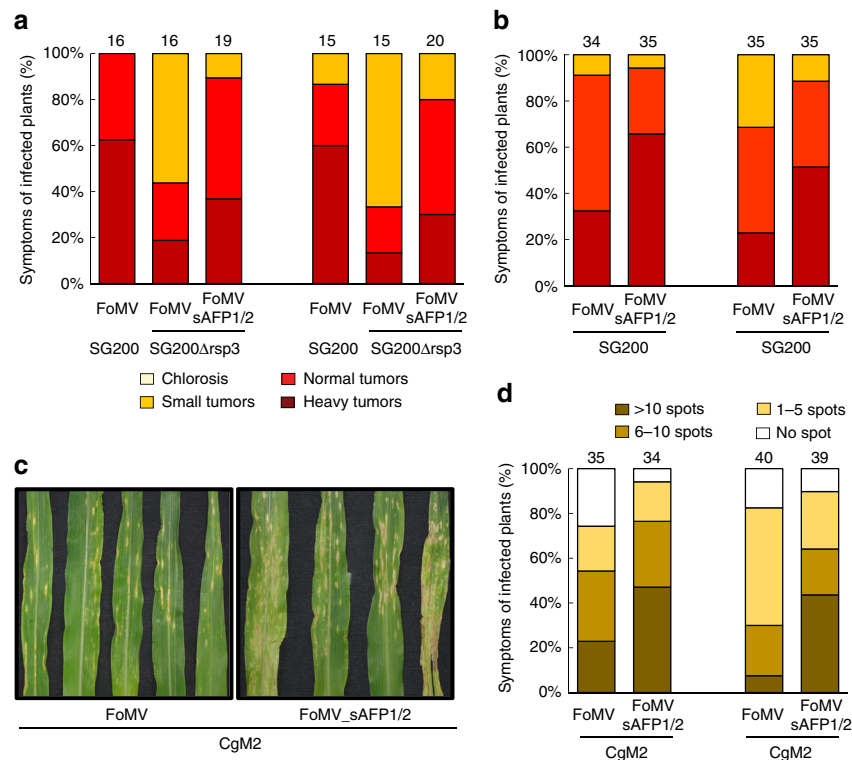 a
16 16 19 15 15 20
Symptoms of infected plants (%)
100%
80%
60%
40%
20%
0%
FoMV FoMV FoMV sAFP1/2 FoMV FoMV FoMV sAFP1/2
SG200 SG200Δrsp3 SG200 SG200Δrsp3
Chlorosis Normal tumors
Small tumors Heavy tumors
b
34 35 35 35
Symptoms of infected plants (%)
100%
80%
60%
40%
20%
0%
FoMV FoMV sAFP1/2 FoMV FoMV sAFP1/2
SG200 SG200
c
FoMV FoMV_sAFP1/2
CgM2
d
>10 spots 1–5 spots
6–10 spots No spot
35 34 40 39
Symptoms of infected plants (%)
100%
80%
60%
40%
20%
0%
FoMV FoMV sAFP1/2 FoMV FoMV sAFP1/2
CgM2 CgM2